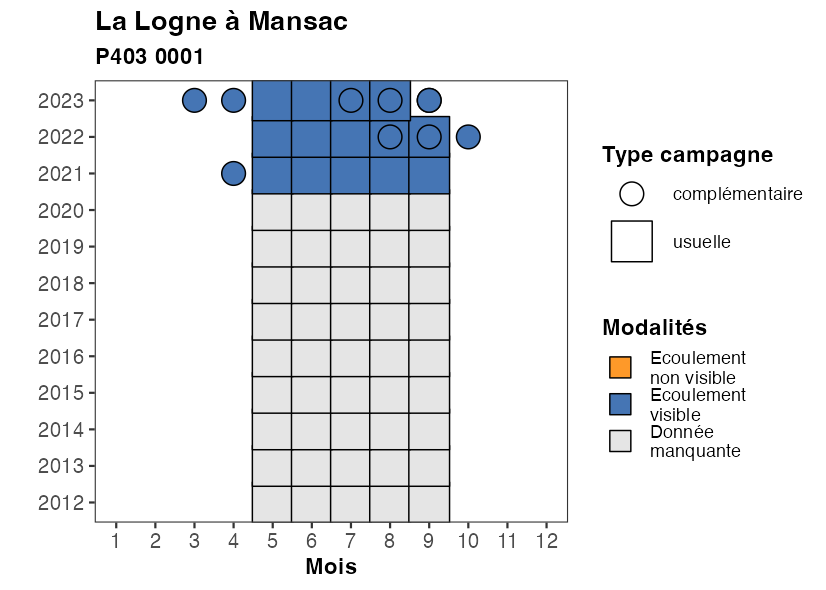 La Logne à Mansac
P403 0001
2023
2022
2021
2020
2019
2018
2017
2016
2015
2014
2013
2012
1 2 3 4 5 6 7 8 9 10 11 12
Mois
Type campagne
complémentaire
usuelle
Modalités
Ecoulement
non visible
Ecoulement
visible
Donnée
manquante